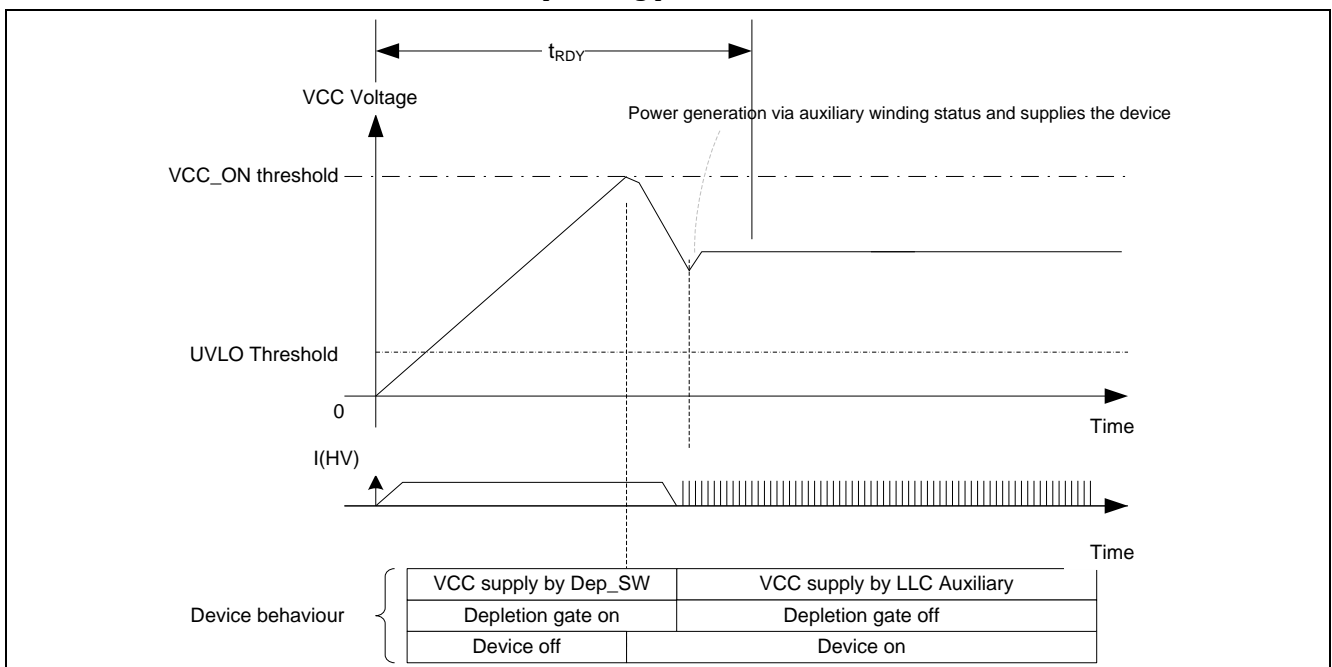 t_RDY
VCC Voltage
Power generation via auxiliary winding status and supplies the device
VCC_ON threshold
UVLO Threshold
0
Time
I(HV)
Time
Device behaviour
VCC supply by Dep_SW
VCC supply by LLC Auxiliary
Depletion gate on
Depletion gate off
Device off
Device on